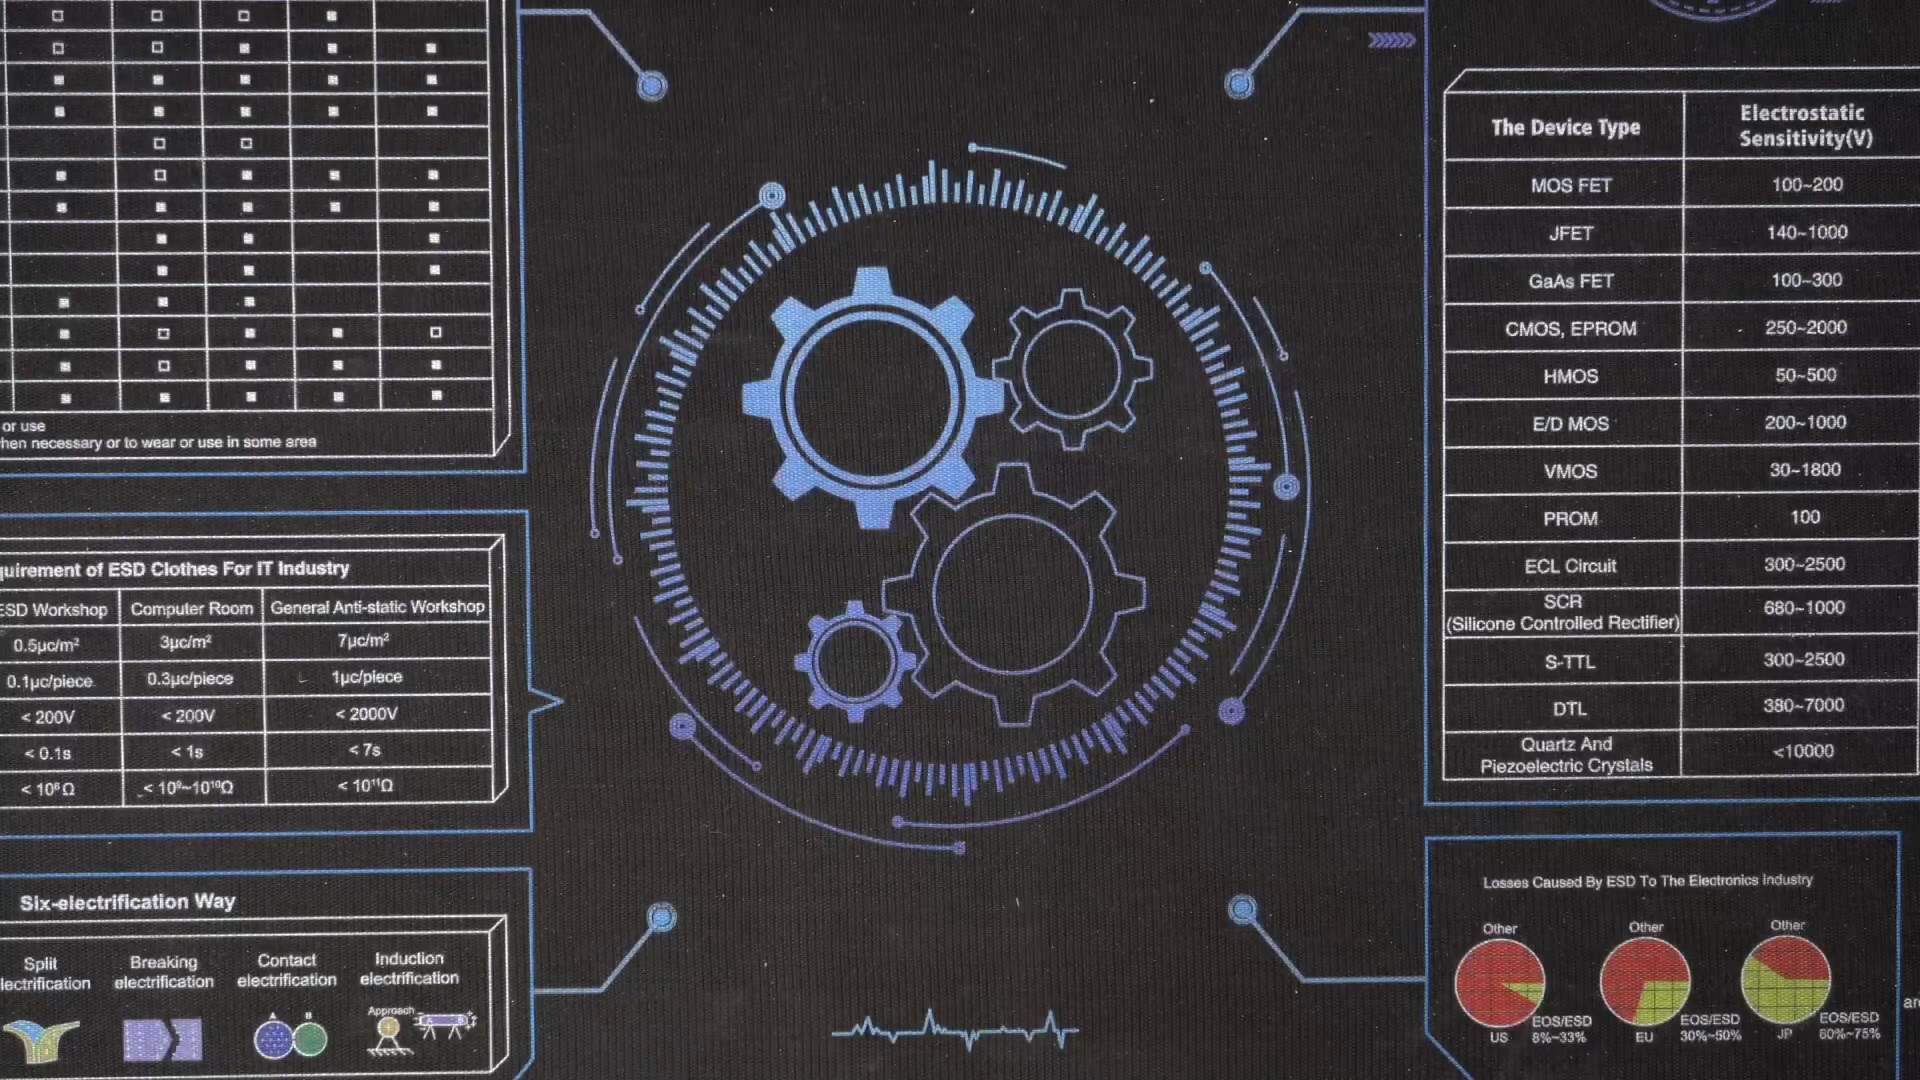 or use
hen necessary or to wear or use in some area
quirement of ESD Clothes For IT Industry
ESD Workshop Computer Room General Anti-static Workshop
0.5μc/m² 3μc/m² 7μc/m²
0.1μc/piece 0.3μc/piece 1μc/piece
< 200V < 200V < 2000V
< 0.1s < 1s < 7s
< 10⁸Ω < 10⁹~10¹⁰Ω < 10¹¹Ω
Six-electrification Way
Split Breaking Contact Induction
lectrification electrification electrification electrification
A B Approach
The Device Type Electrostatic Sensitivity(V)
MOS FET 100~200
JFET 140~1000
GaAs FET 100~300
CMOS, EPROM 250~2000
HMOS 50~500
E/D MOS 200~1000
VMOS 30~1800
PROM 100
ECL Circuit 300~2500
SCR
(Silicone Controlled Rectifier) 680~1000
S-TTL 300~2500
DTL 380~7000
Quartz And
Piezoelectric Crystals <10000
Losses Caused By ESD To The Electronics Industry
Other Other Other
EOS/ESD EOS/ESD EOS/ESD
US 8%~33% EU 30%~50% JP 60%~75%